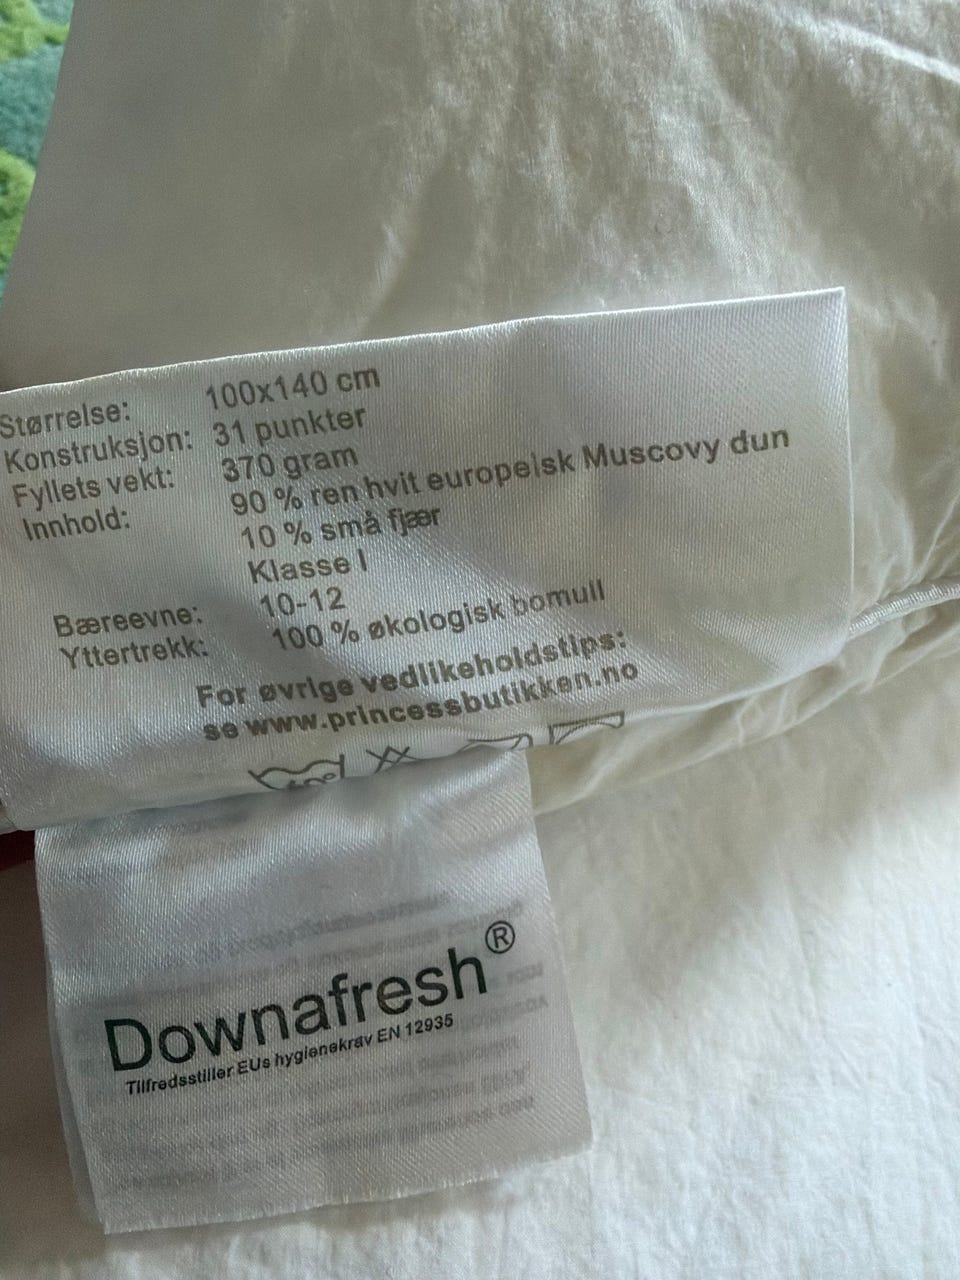 Størrelse: 100x140 cm
Konstruksjon: 31 punkter
Fyllets vekt: 370 gram
Innhold: 90 % ren hvit europeisk Muscovy dun
10 % små fjær
Klasse I
Bæreevne: 10-12
Yttertrekk: 100 % økologisk bomull
For øvrige vedlikeholdstips:
se www.princessbutikken.no
Downafresh®
Tilfredsstiller EUs hygienekrav EN 12935